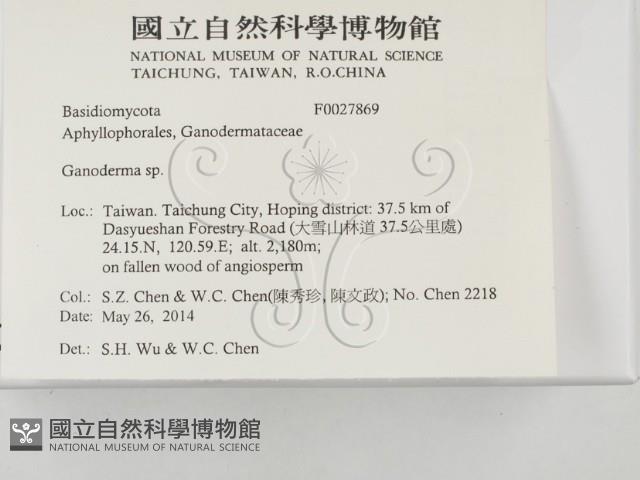 國立自然科學博物館
NATIONAL MUSEUM OF NATURAL SCIENCE
TAICHUNG, TAIWAN, R.O.CHINA
Basidiomycota F0027869
Aphyllophorales, Ganodermataceae
Ganoderma sp.
Loc.: Taiwan. Taichung City, Hoping district: 37.5 km of
Dasyueshan Forestry Road (大雪山林道 37.5公里處)
24.15.N, 120.59.E; alt. 2,180m;
on fallen wood of angiosperm
Col.: S.Z. Chen & W.C. Chen(陳秀珍, 陳文政); No. Chen 2218
Date: May 26, 2014
Det.: S.H. Wu & W.C. Chen
國立自然科學博物館
NATIONAL MUSEUM OF NATURAL SCIENCE